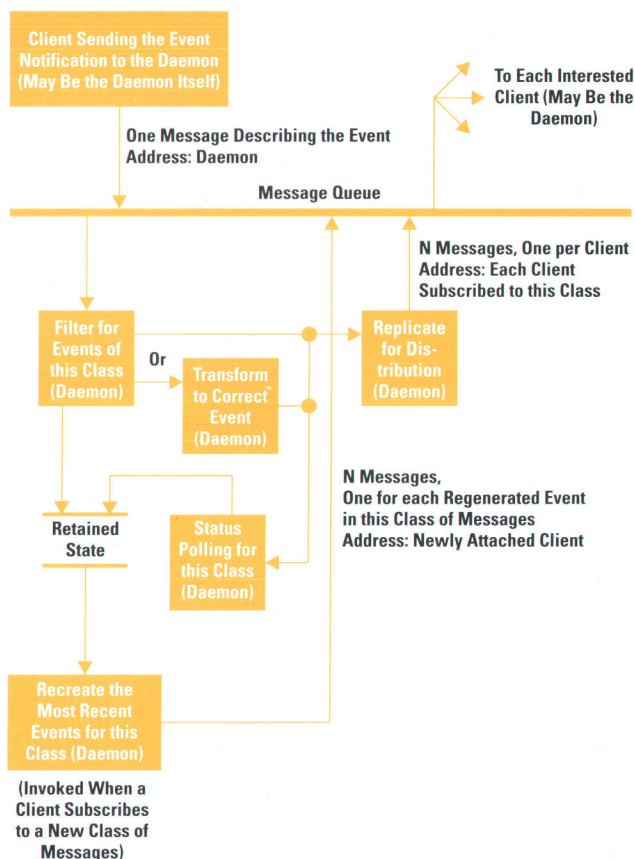 Client Sending the Event
Notification to the Daemon
(May Be the Daemon Itself)
To Each Interested
Client (May Be the
Daemon)
One Message Describing the Event
Address: Daemon
Message Queue
N Messages, One per Client
Address: Each Client
Subscribed to this Class
Filter for
Events of
this Class
(Daemon)
Or
Transform
to Correct
Event
(Daemon)
Replicate
for Dis-
tribution
(Daemon)
N Messages,
One for each Regenerated Event
in this Class of Messages
Address: Newly Attached Client
Retained
State
Status
Polling for
this Class
(Daemon)
Recreate the
Most Recent
Events for this
Class (Daemon)
(Invoked When a
Client Subscribes
to a New Class of
Messages)